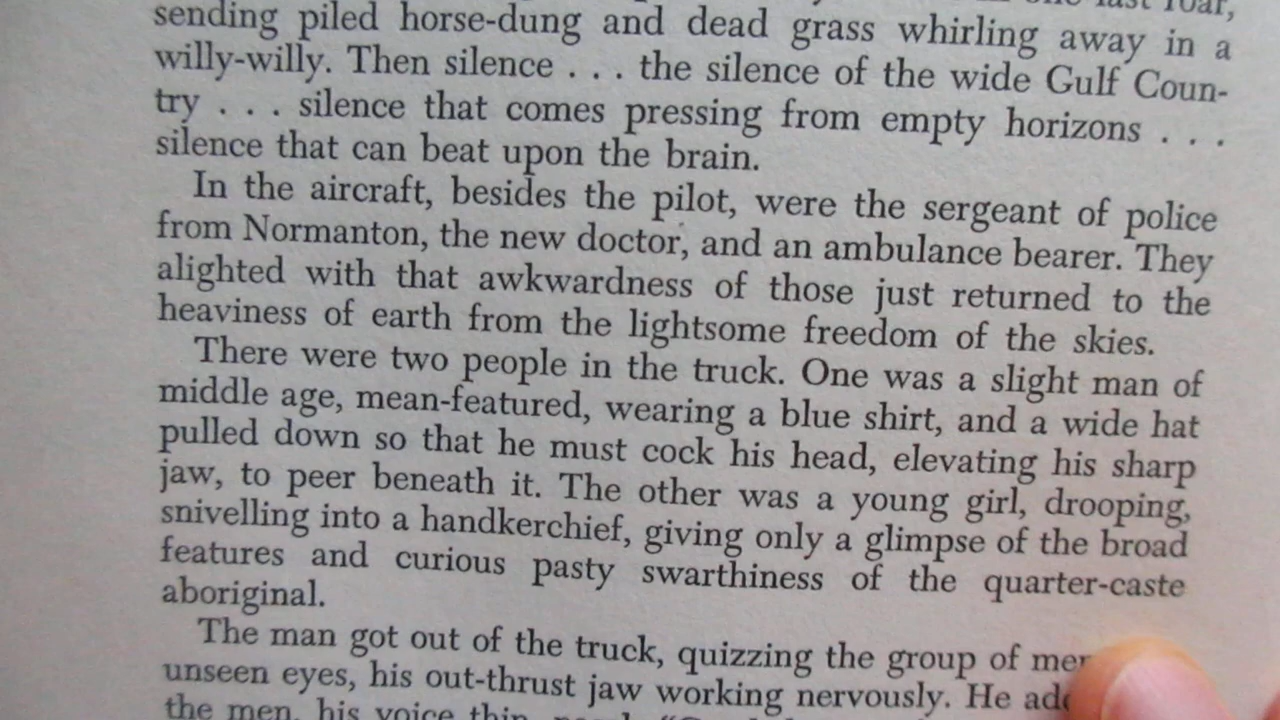 one last roar,
sending piled horse-dung and dead grass whirling away in a
willy-willy. Then silence . . . the silence of the wide Gulf Coun-
try . . . silence that comes pressing from empty horizons . . .
silence that can beat upon the brain.
In the aircraft, besides the pilot, were the sergeant of police
from Normanton, the new doctor, and an ambulance bearer. They
alighted with that awkwardness of those just returned to the
heaviness of earth from the lightsome freedom of the skies.
There were two people in the truck. One was a slight man of
middle age, mean-featured, wearing a blue shirt, and a wide hat
pulled down so that he must cock his head, elevating his sharp
jaw, to peer beneath it. The other was a young girl, drooping,
snivelling into a handkerchief, giving only a glimpse of the broad
features and curious pasty swarthiness of the quarter-caste
aboriginal.
The man got out of the truck, quizzing the group of
unseen eyes, his out-thrust jaw working nervously. He
the men, his voice thin,